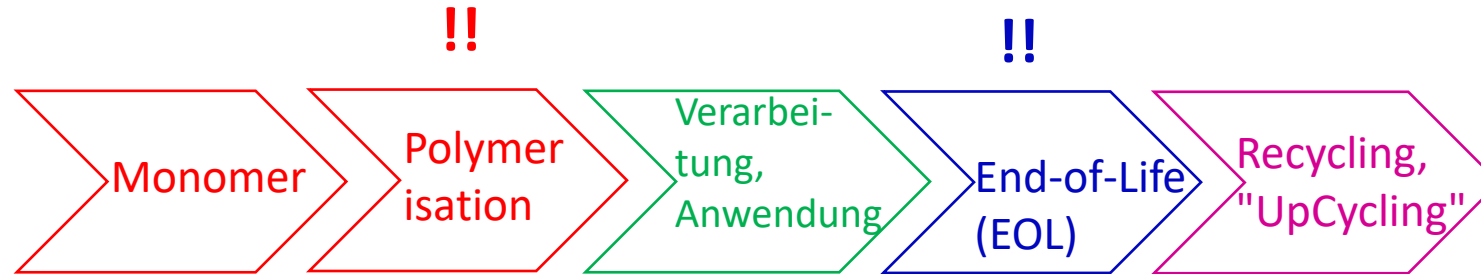 !!
!!
Monomer
Polymer
isation
Verarbei-
tung,
Anwendung
End-of-Life
(EOL)
Recycling,
"UpCycling"